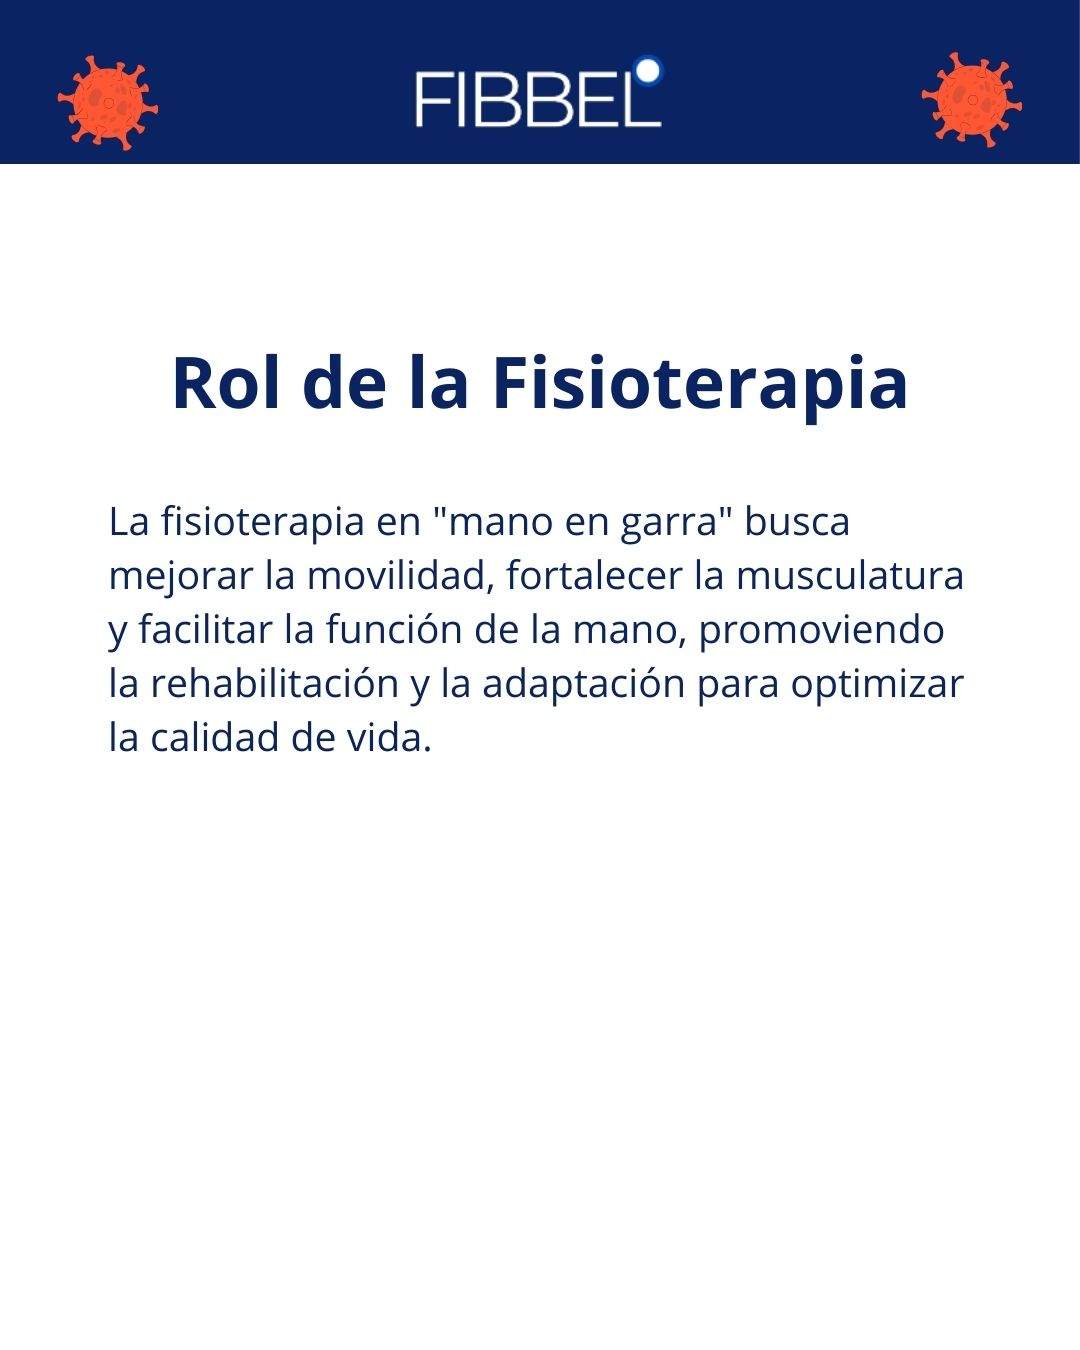 FIBBEL
Rol de la Fisioterapia
La fisioterapia en "mano en garra" busca
mejorar la movilidad, fortalecer la musculatura
y facilitar la función de la mano, promoviendo
la rehabilitación y la adaptación para optimizar
la calidad de vida.